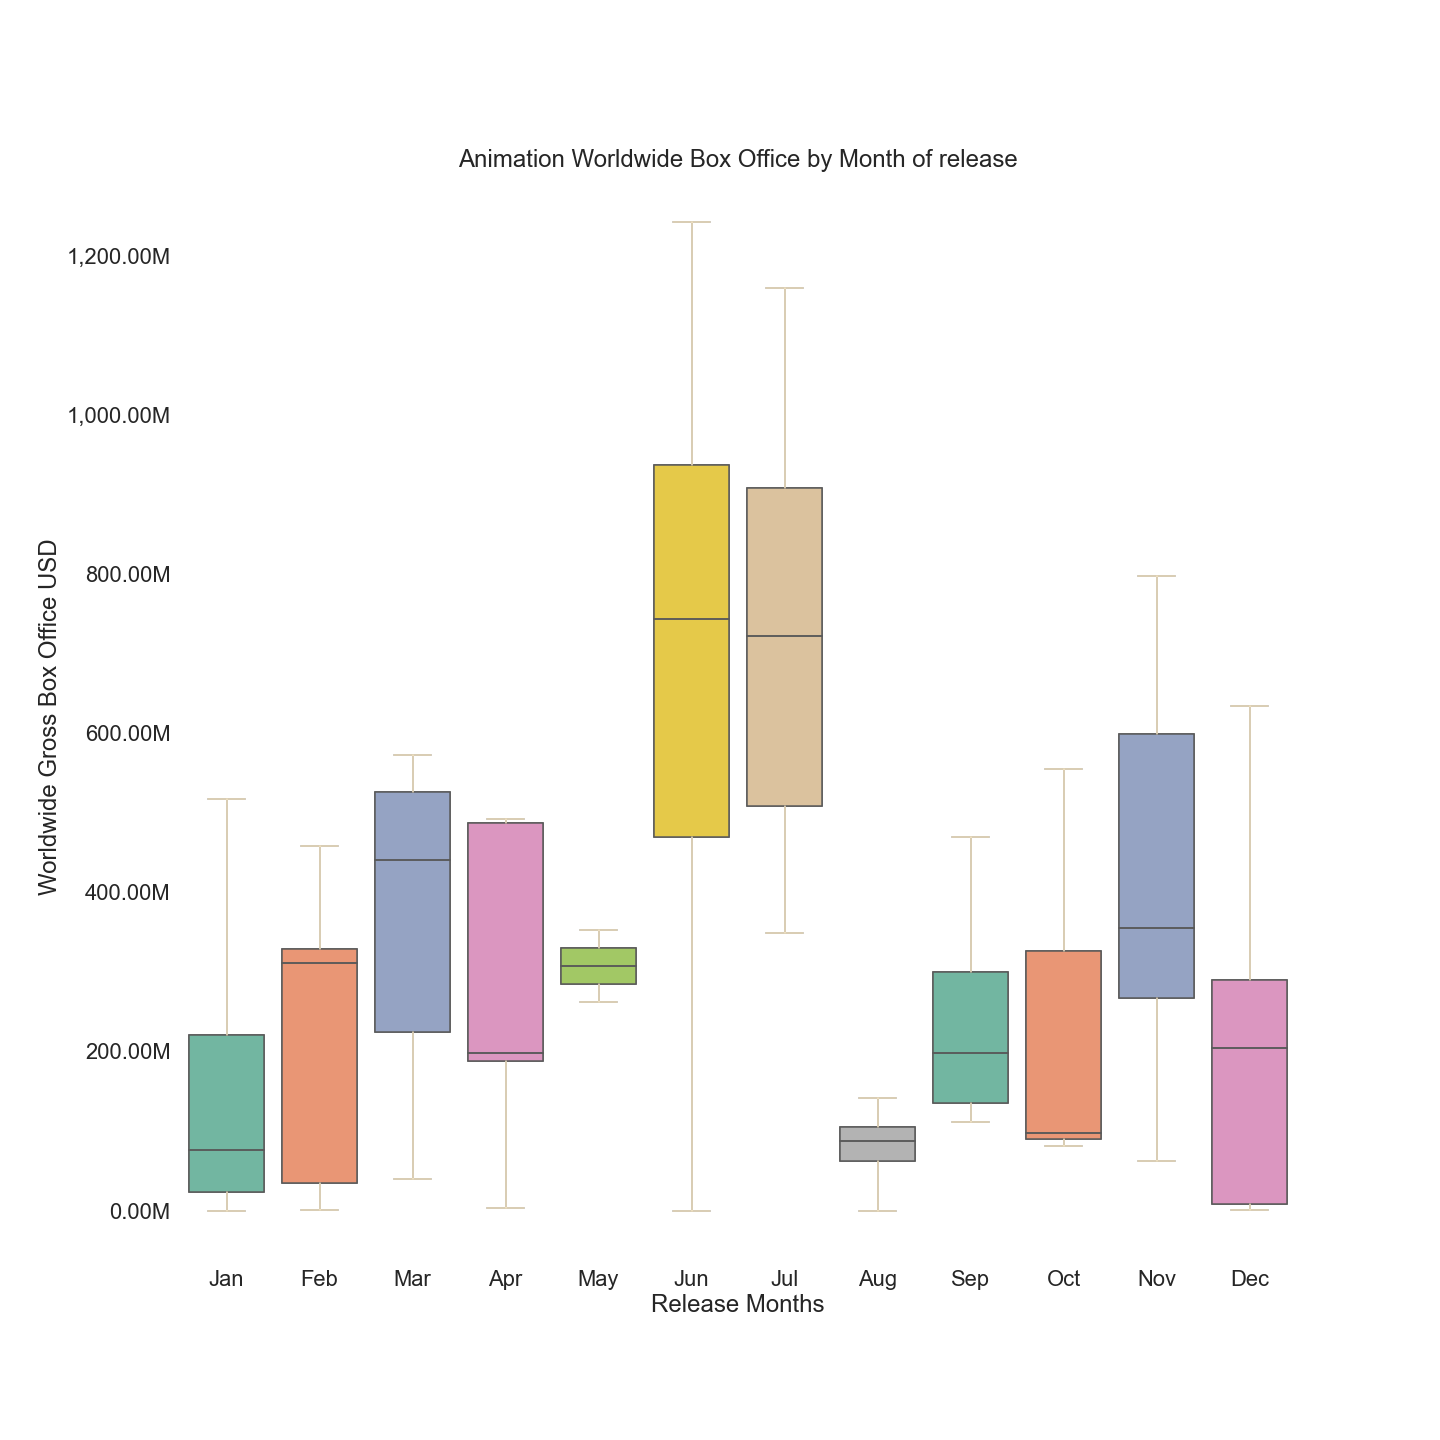 Animation Worldwide Box Office by Month of release
Worldwide Gross Box Office USD
1,200.00M
1,000.00M
800.00M
600.00M
400.00M
200.00M
0.00M
Jan Feb Mar Apr May Jun Jul Aug Sep Oct Nov Dec
Release Months